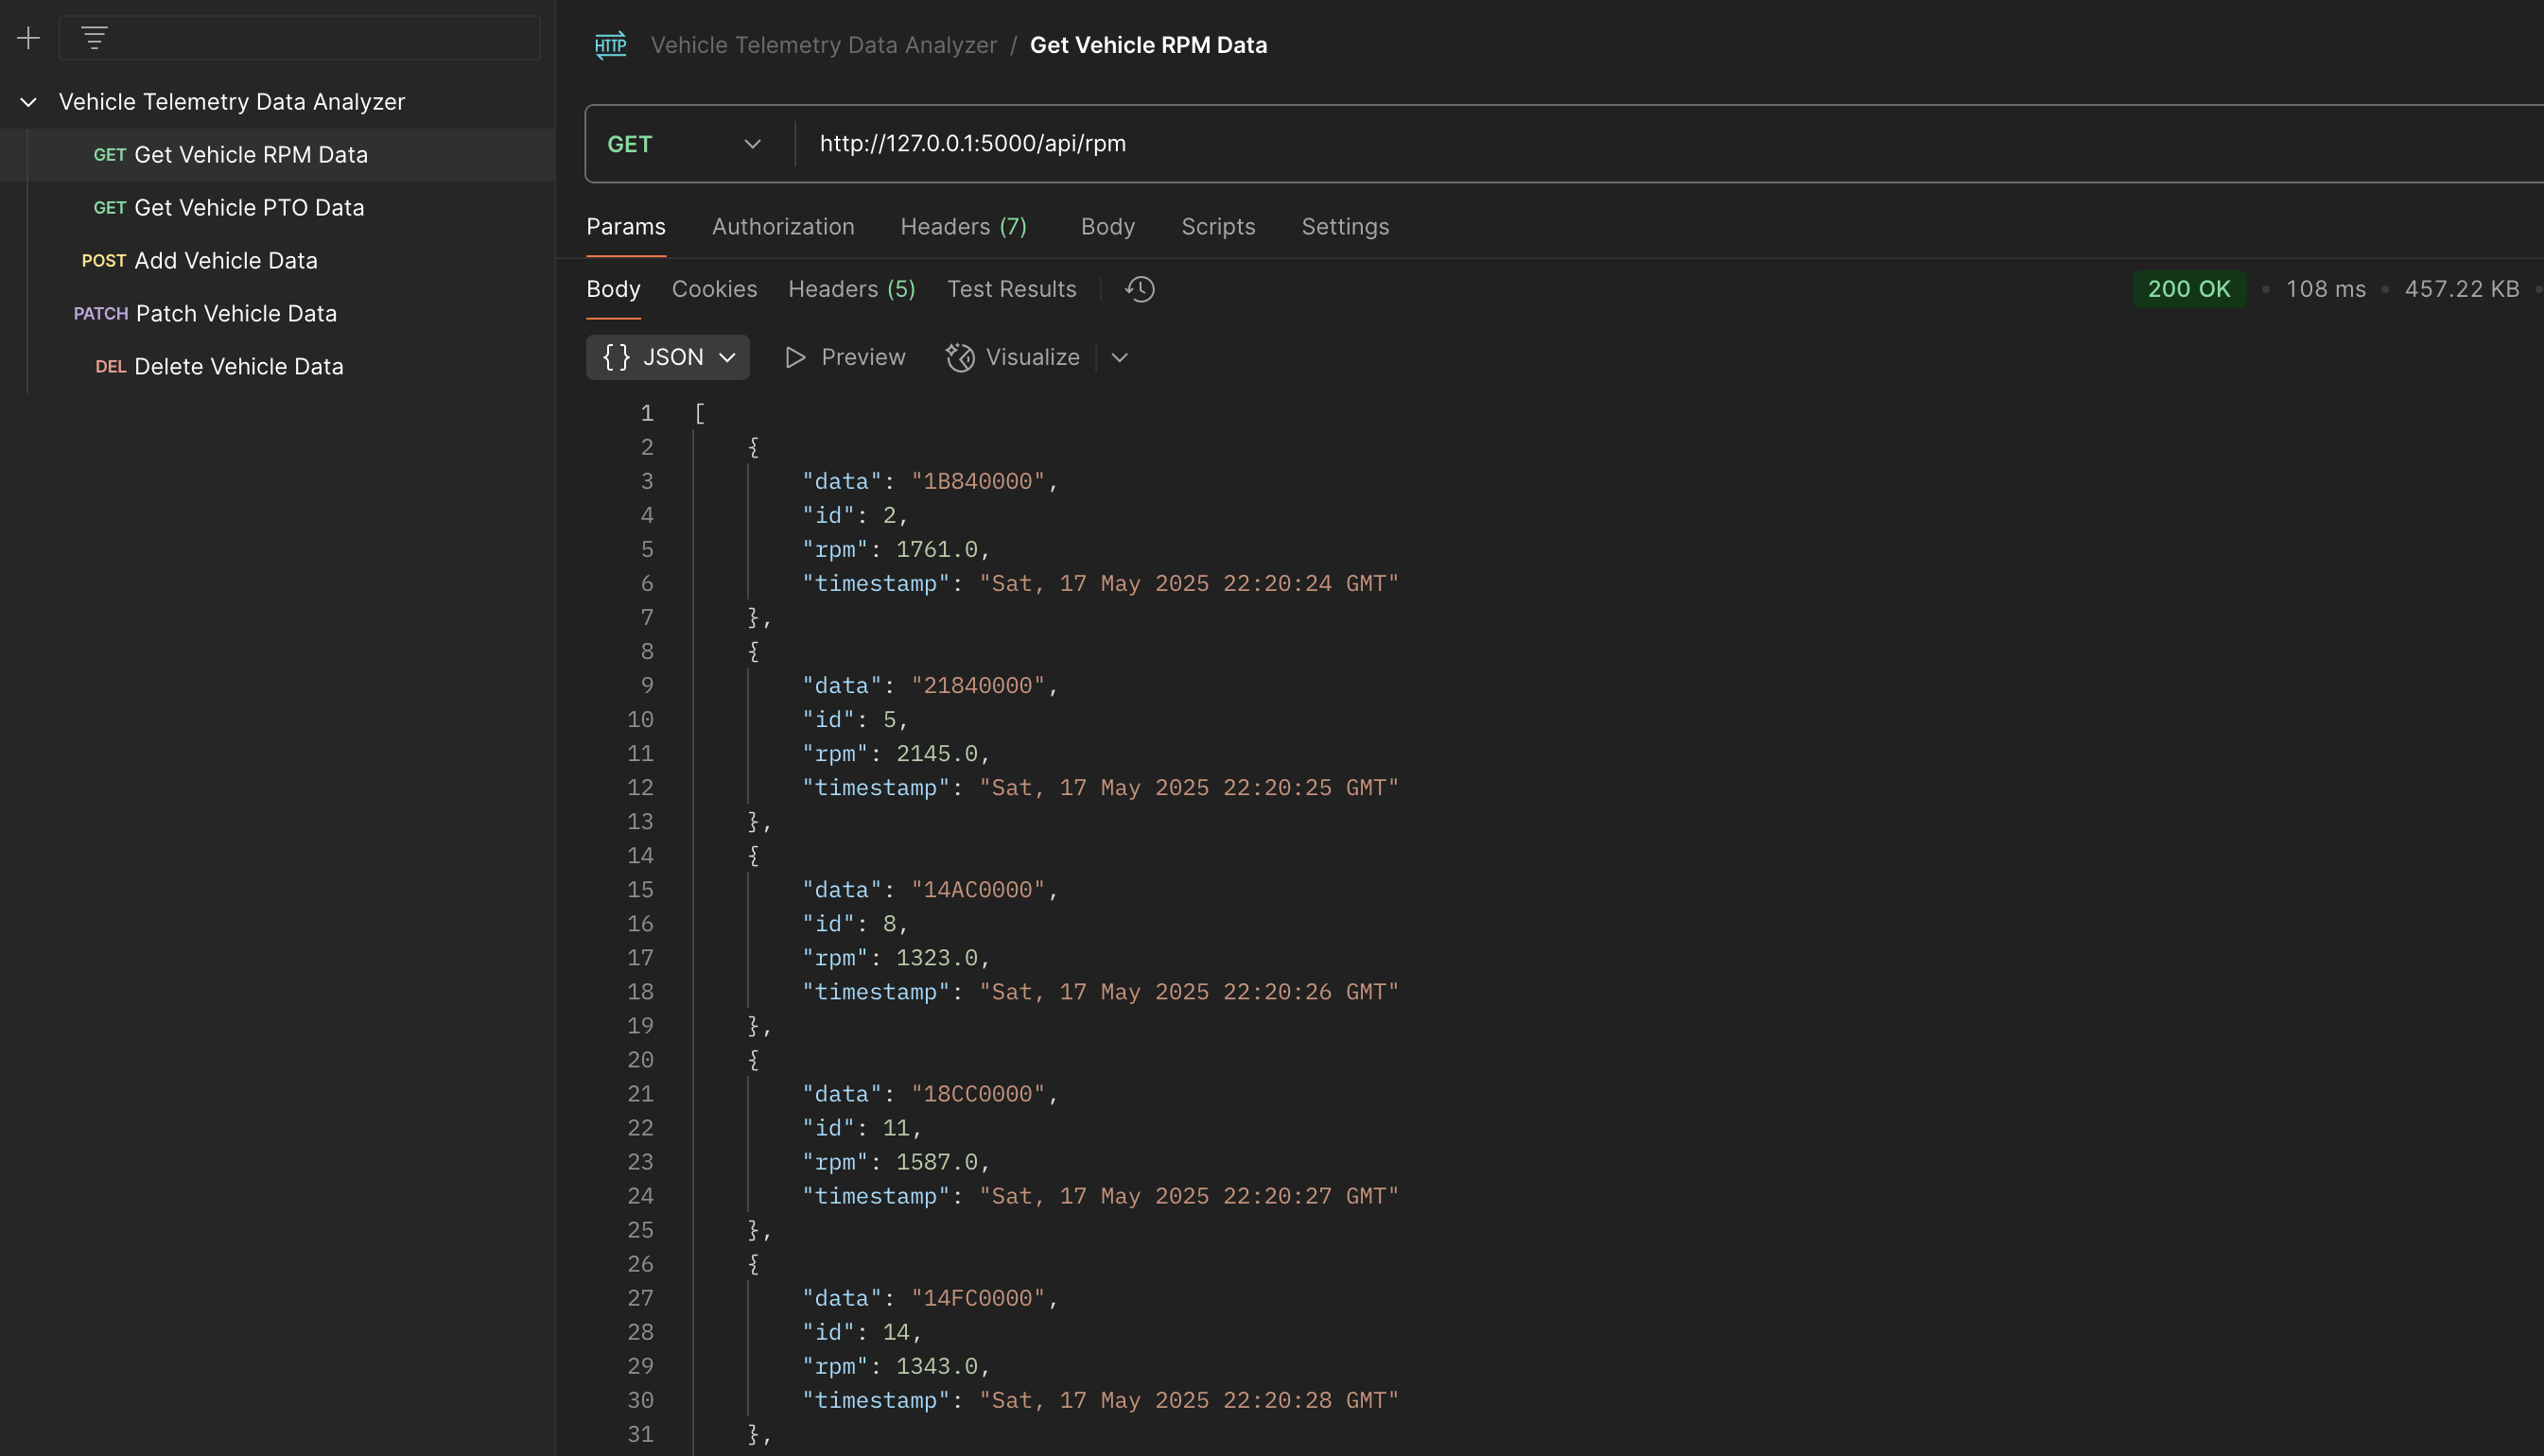 Vehicle Telemetry Data Analyzer
GET Get Vehicle RPM Data
GET Get Vehicle PTO Data
POST Add Vehicle Data
PATCH Patch Vehicle Data
DEL Delete Vehicle Data
HTTP Vehicle Telemetry Data Analyzer / Get Vehicle RPM Data
GET http://127.0.0.1:5000/api/rpm
Params Authorization Headers (7) Body Scripts Settings
Body Cookies Headers (5) Test Results 200 OK • 108 ms • 457.22 KB •
{} JSON Preview Visualize
1 [
2 {
3 "data": "1B840000",
4 "id": 2,
5 "rpm": 1761.0,
6 "timestamp": "Sat, 17 May 2025 22:20:24 GMT"
7 },
8 {
9 "data": "21840000",
10 "id": 5,
11 "rpm": 2145.0,
12 "timestamp": "Sat, 17 May 2025 22:20:25 GMT"
13 },
14 {
15 "data": "14AC0000",
16 "id": 8,
17 "rpm": 1323.0,
18 "timestamp": "Sat, 17 May 2025 22:20:26 GMT"
19 },
20 {
21 "data": "18CC0000",
22 "id": 11,
23 "rpm": 1587.0,
24 "timestamp": "Sat, 17 May 2025 22:20:27 GMT"
25 },
26 {
27 "data": "14FC0000",
28 "id": 14,
29 "rpm": 1343.0,
30 "timestamp": "Sat, 17 May 2025 22:20:28 GMT"
31 },